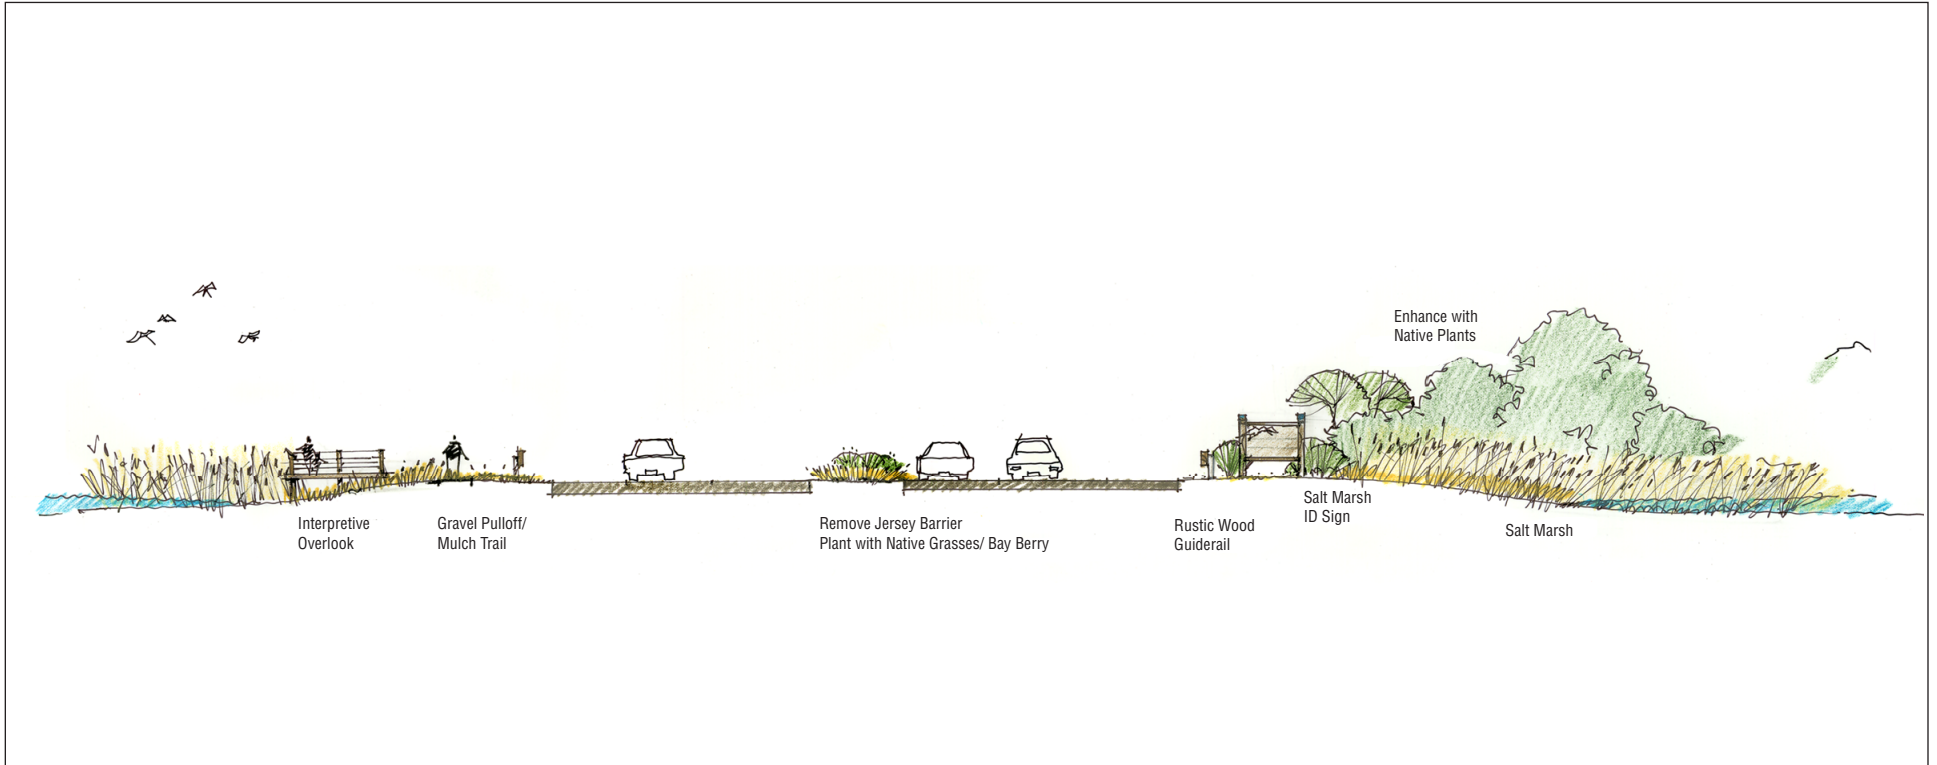 Enhance with
Native Plants
Interpretive
Overlook
Gravel Pulloff/
Mulch Trail
Remove Jersey Barrier
Plant with Native Grasses/ Bay Berry
Rustic Wood
Guiderail
Salt Marsh
ID Sign
Salt Marsh